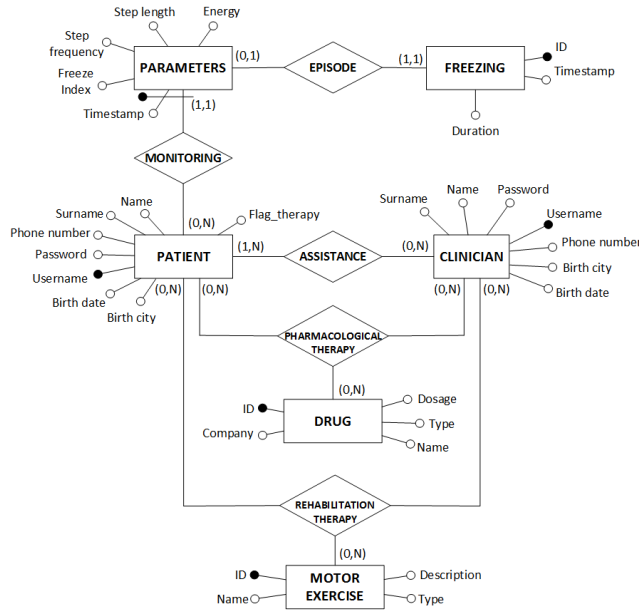 Step length
Energy
Step
frequency
(0,1)
(1,1)
ID
PARAMETERS
EPISODE
FREEZING
Freeze
Index
Timestamp
(1,1)
Timestamp
Duration
MONITORING
Name
Surname
(0,N)
Flag_therapy
Name
Password
Surname
Username
Phone number
(1,N)
(0,N)
Phone number
Password
PATIENT
ASSISTANCE
CLINICIAN
Birth city
Username
(0,N)
(0,N)
(0,N)
(0,N)
Birth date
Birth date
Birth city
PHARMACOLOGICAL
THERAPY
(0,N)
ID
Dosage
DRUG
Type
Company
Name
REHABILITATION
THERAPY
(0,N)
ID
MOTOR
EXERCISE
Description
Name
Type